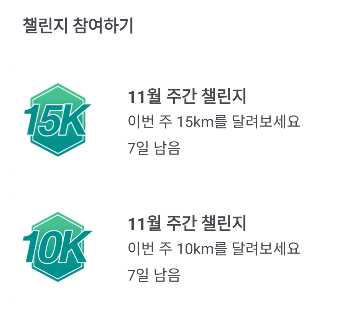 챌린지 참여하기
15K
11월 주간 챌린지
이번 주 15km를 달려보세요
7일 남음
10K
11월 주간 챌린지
이번 주 10km를 달려보세요
7일 남음